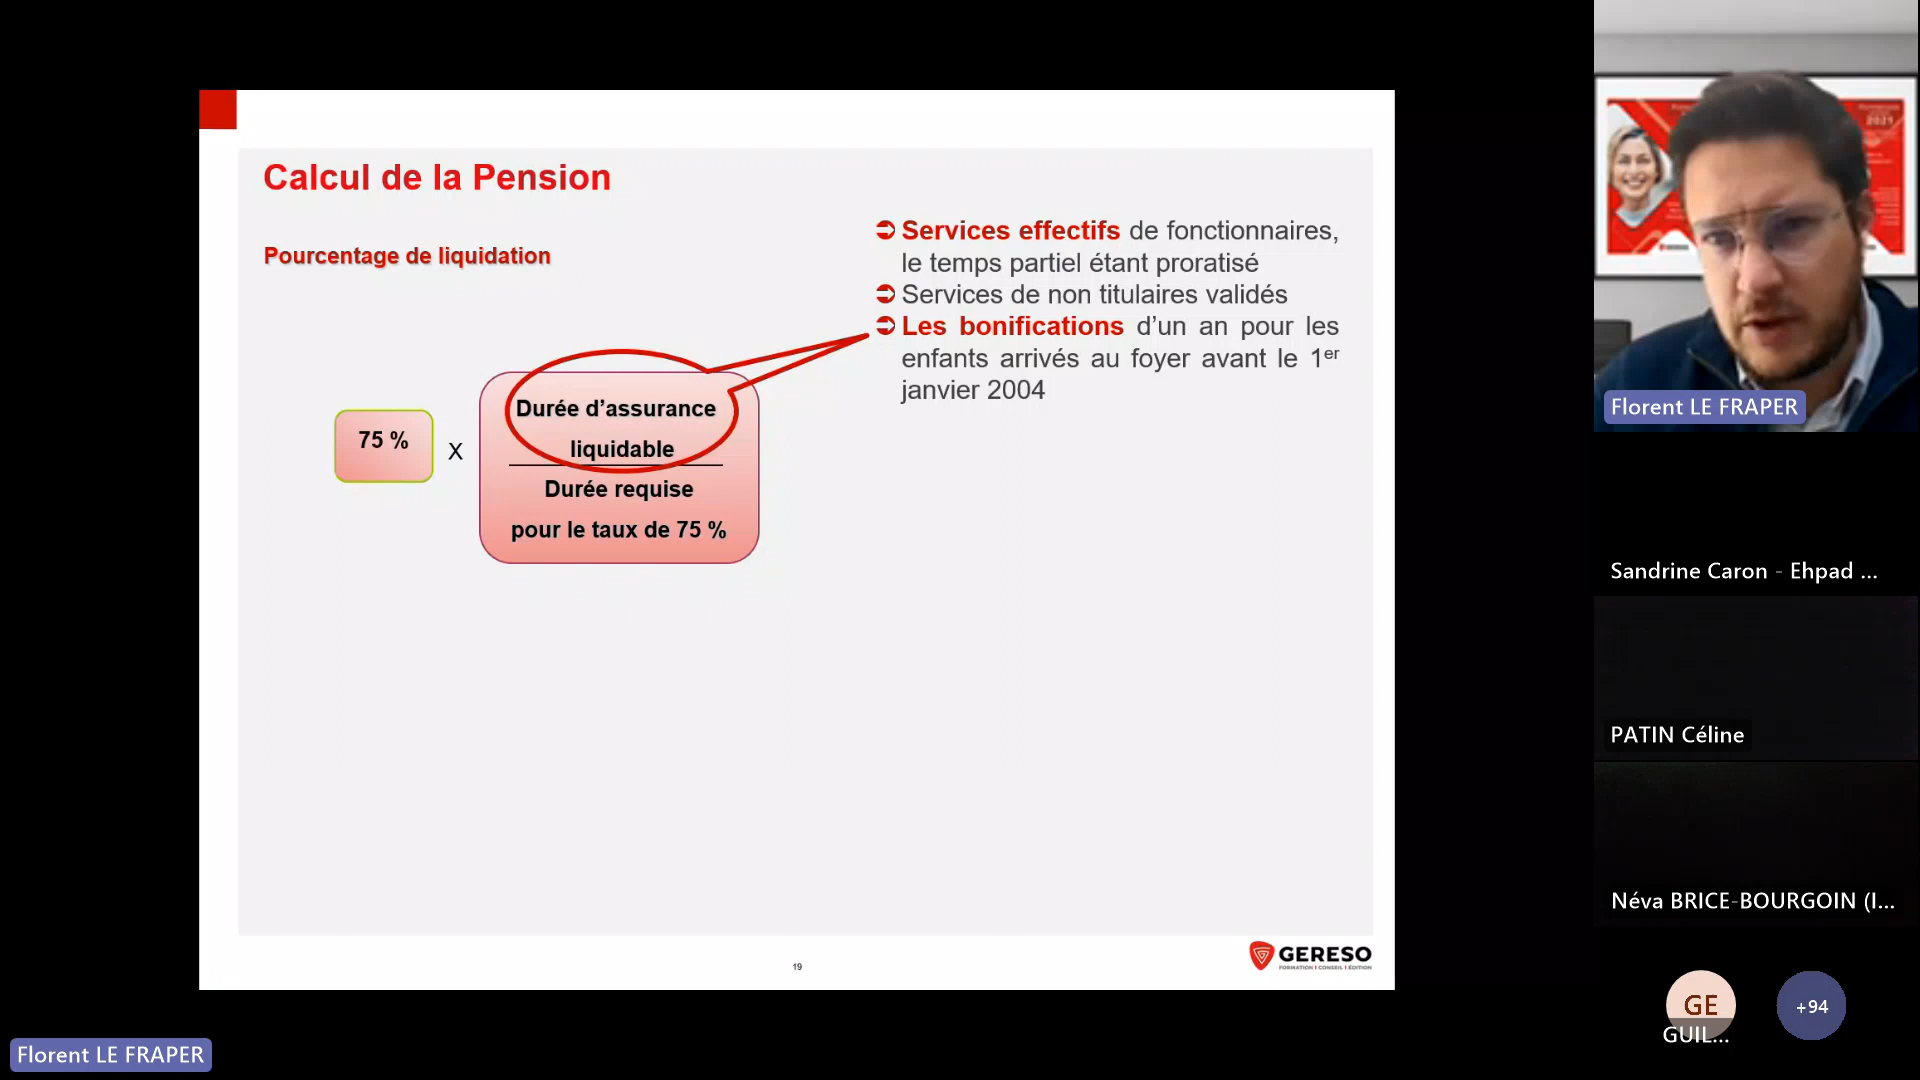 Calcul de la Pension
Pourcentage de liquidation
75 %
X
Durée d’assurance
liquidable
Durée requise
pour le taux de 75 %
Services effectifs de fonctionnaires,
le temps partiel étant proratisé
Services de non titulaires validés
Les bonifications d’un an pour les
enfants arrivés au foyer avant le 1er
janvier 2004
19
GERESO
FORMATION I CONSEIL I ÉDITION
2021
Florent LE FRAPER
Sandrine Caron - Ehpad ...
PATIN Céline
Néva BRICE-BOURGOIN (I...
GE
GUIL...
+94
Florent LE FRAPER